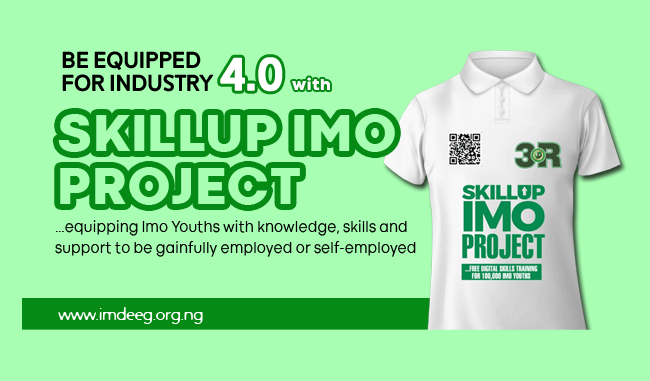 BE EQUIPPED
FOR INDUSTRY 4.0 with
SKILLUP IMO
PROJECT
...equipping Imo Youths with knowledge, skills and
support to be gainfully employed or self-employed
www.imdeeg.org.ng
3R
SKILLUP
IMO
PROJECT
...FREE DIGITAL SKILLS TRAINING
FOR 100,000 IMO YOUTHS